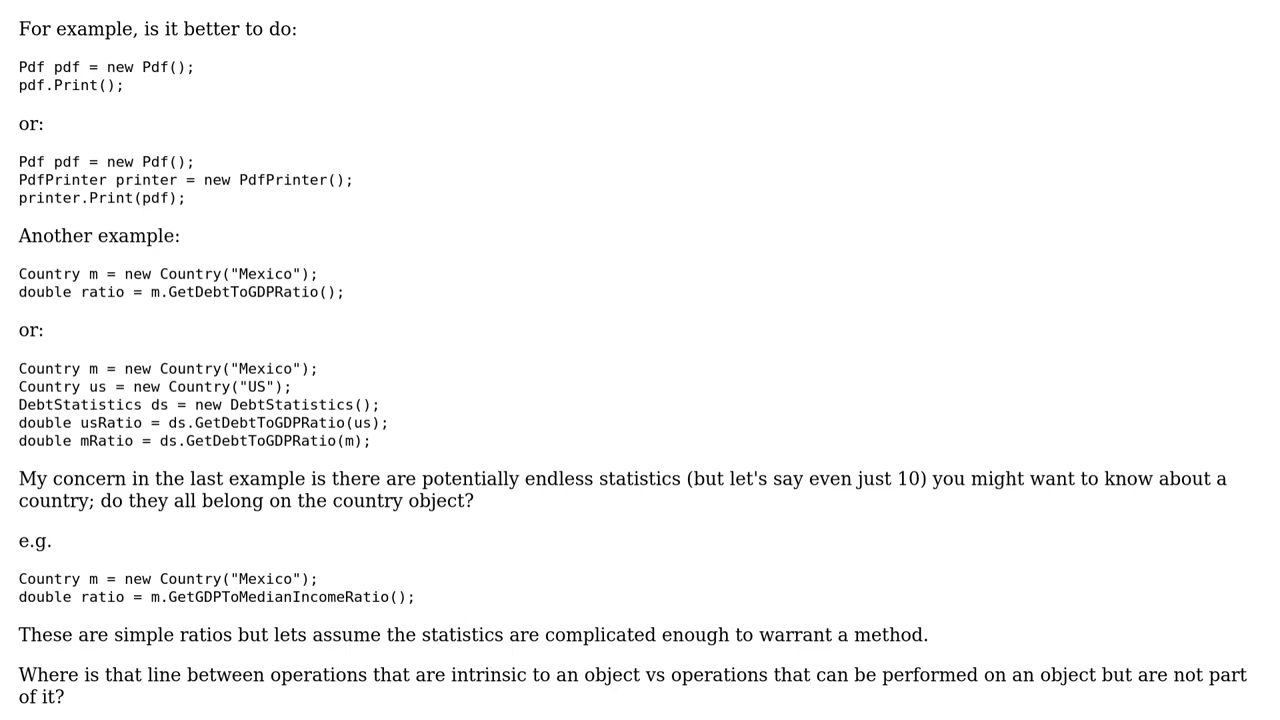 For example, is it better to do:
Pdf pdf = new Pdf();
pdf.Print();
or:
Pdf pdf = new Pdf();
PdfPrinter printer = new PdfPrinter();
printer.Print(pdf);
Another example:
Country m = new Country("Mexico");
double ratio = m.GetDebtToGDPRatio();
or:
Country m = new Country("Mexico");
Country us = new Country("US");
DebtStatistics ds = new DebtStatistics();
double usRatio = ds.GetDebtToGDPRatio(us);
double mRatio = ds.GetDebtToGDPRatio(m);
My concern in the last example is there are potentially endless statistics (but let's say even just 10) you might want to know about a
country; do they all belong on the country object?
e.g.
Country m = new Country("Mexico");
double ratio = m.GetGDPToMedianIncomeRatio();
These are simple ratios but lets assume the statistics are complicated enough to warrant a method.
Where is that line between operations that are intrinsic to an object vs operations that can be performed on an object but are not part
of it?